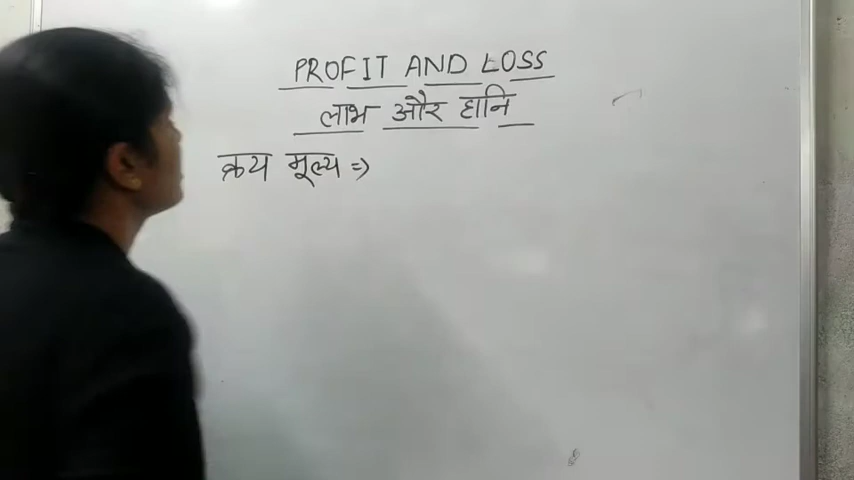 PROFIT AND LOSS
लाभ और हानि
क्रय मूल्य =>